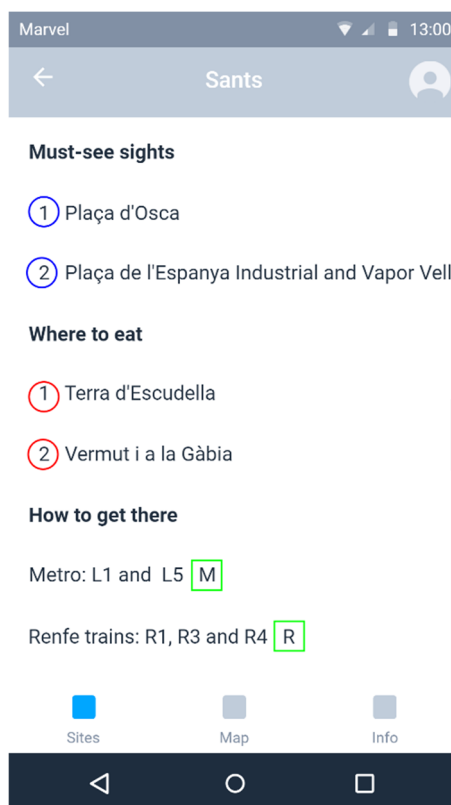 Marvel 13:00
Sants
Must-see sights
1 Plaça d'Osca
2 Plaça de l'Espanya Industrial and Vapor Vell
Where to eat
1 Terra d'Escudella
2 Vermut i a la Gàbia
How to get there
Metro: L1 and L5 M
Renfe trains: R1, R3 and R4 R
Sites Map Info